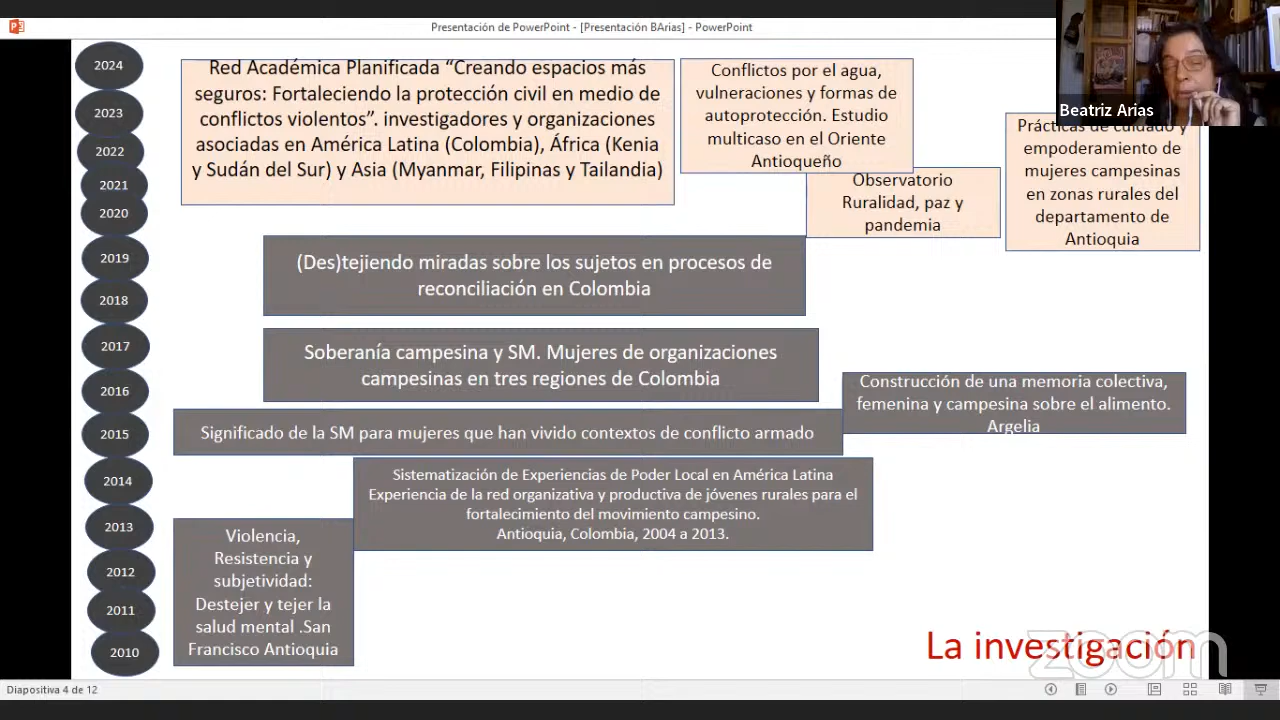 Presentación de PowerPoint - [Presentación BArias] - PowerPoint
Beatriz Arias
2024
2023
2022
2021
2020
2019
2018
2017
2016
2015
2014
2013
2012
2011
2010
Red Académica Planificada “Creando espacios más
seguros: Fortaleciendo la protección civil en medio de
conflictos violentos”. investigadores y organizaciones
asociadas en América Latina (Colombia), África (Kenia
y Sudán del Sur) y Asia (Myanmar, Filipinas y Tailandia)
Conflictos por el agua,
vulneraciones y formas de
autoprotección. Estudio
multicaso en el Oriente
Antioqueño
Prácticas de cuidado y
empoderamiento de
mujeres campesinas
en zonas rurales del
departamento de
Antioquia
Observatorio
Ruralidad, paz y
pandemia
(Des)tejiendo miradas sobre los sujetos en procesos de
reconciliación en Colombia
Soberanía campesina y SM. Mujeres de organizaciones
campesinas en tres regiones de Colombia
Construcción de una memoria colectiva,
femenina y campesina sobre el alimento.
Argelia
Significado de la SM para mujeres que han vivido contextos de conflicto armado
Sistematización de Experiencias de Poder Local en América Latina
Experiencia de la red organizativa y productiva de jóvenes rurales para el
fortalecimiento del movimiento campesino.
Antioquia, Colombia, 2004 a 2013.
Violencia,
Resistencia y
subjetividad:
Destejer y tejer la
salud mental .San
Francisco Antioquia
La investigación
zoom
Diapositiva 4 de 12